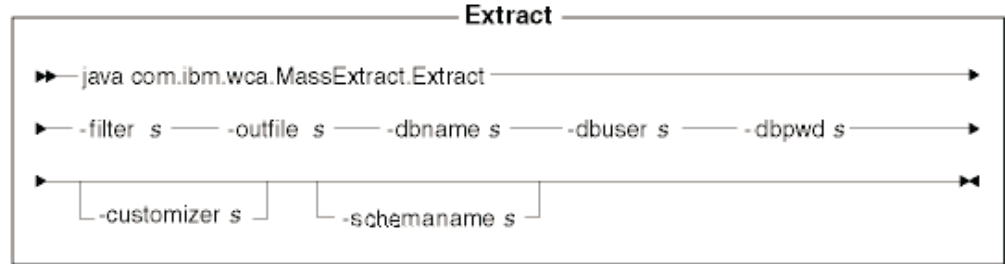 Extract
java com.ibm.wca.MassExtract.Extract
-filter s -outfile s -dbname s -dbuser s -dbpwd s
-customizer s -schemaname s